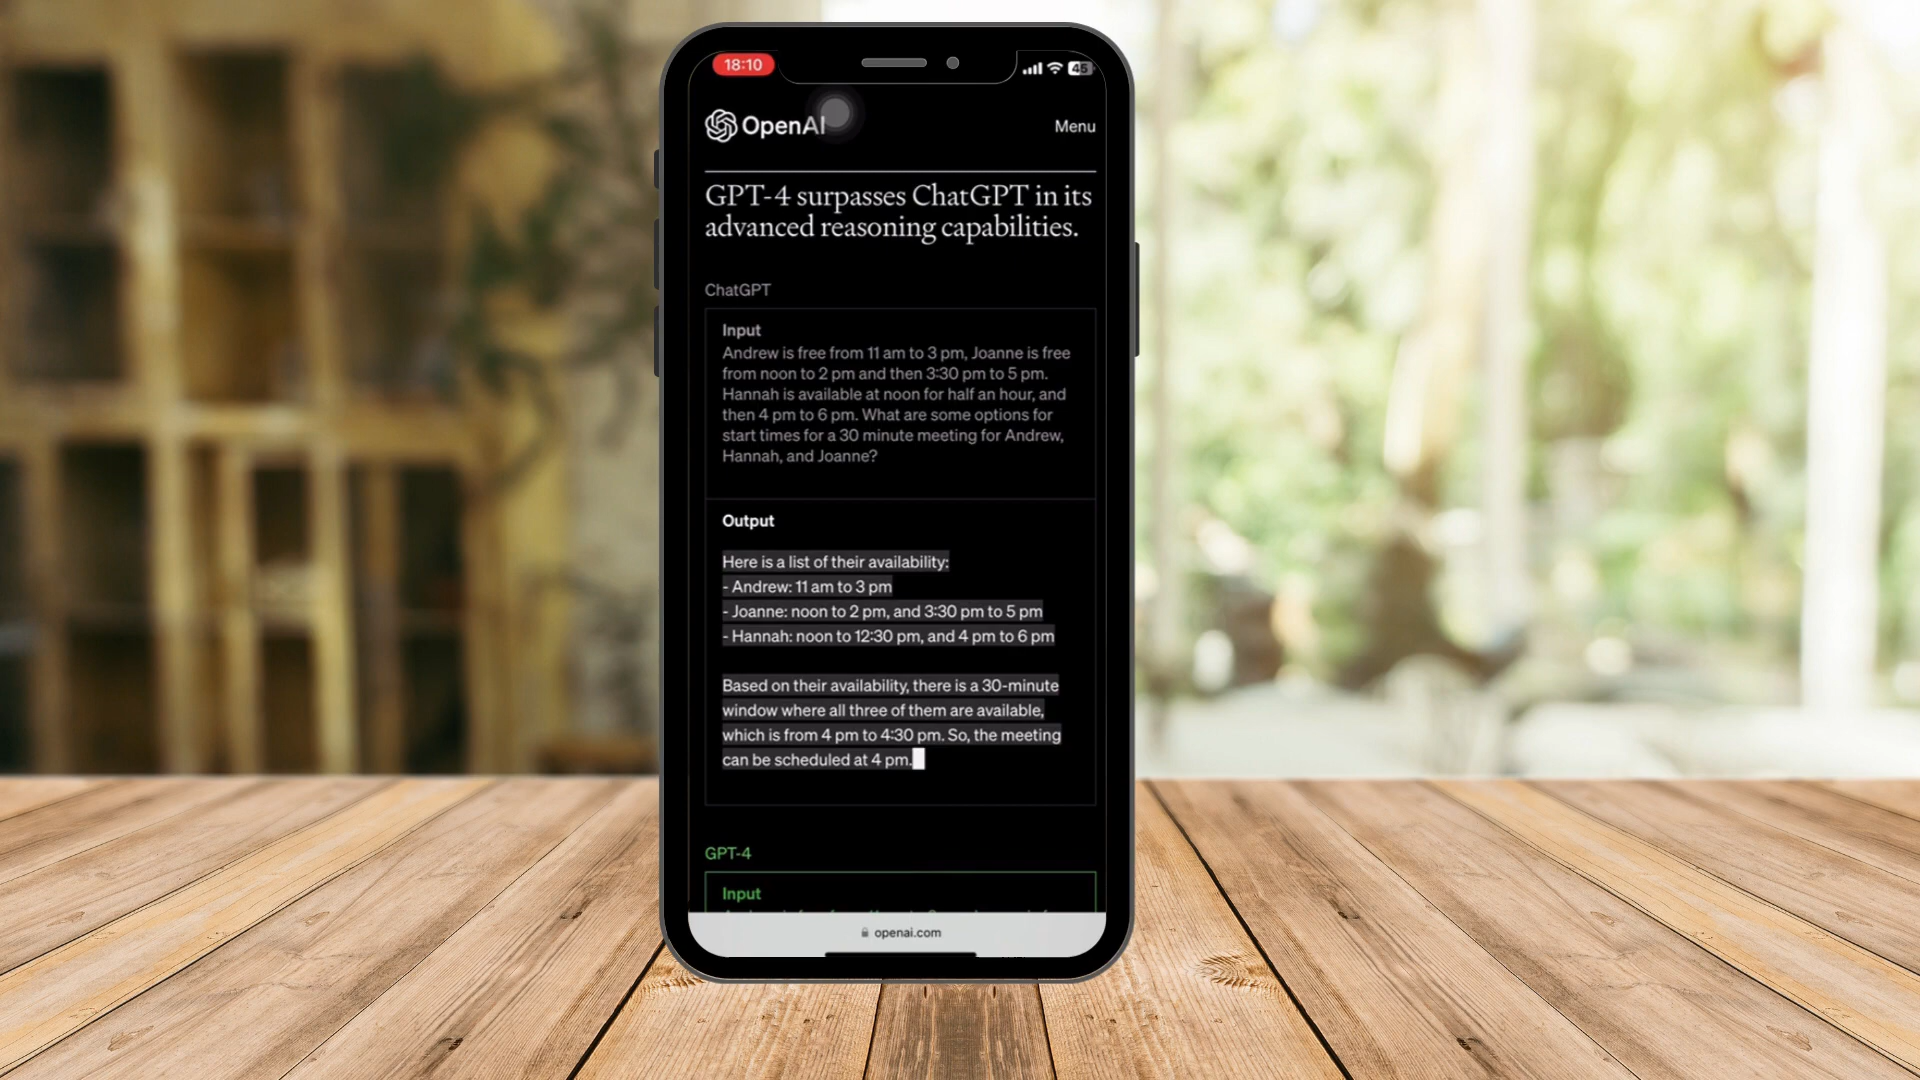 18:10
45
OpenAI
Menu
GPT-4 surpasses ChatGPT in its
advanced reasoning capabilities.
ChatGPT
Input
Andrew is free from 11 am to 3 pm, Joanne is free
from noon to 2 pm and then 3:30 pm to 5 pm.
Hannah is available at noon for half an hour, and
then 4 pm to 6 pm. What are some options for
start times for a 30 minute meeting for Andrew,
Hannah, and Joanne?
Output
Here is a list of their availability:
- Andrew: 11 am to 3 pm
- Joanne: noon to 2 pm, and 3:30 pm to 5 pm
- Hannah: noon to 12:30 pm, and 4 pm to 6 pm
Based on their availability, there is a 30-minute
window where all three of them are available,
which is from 4 pm to 4:30 pm. So, the meeting
can be scheduled at 4 pm.
GPT-4
Input
openai.com